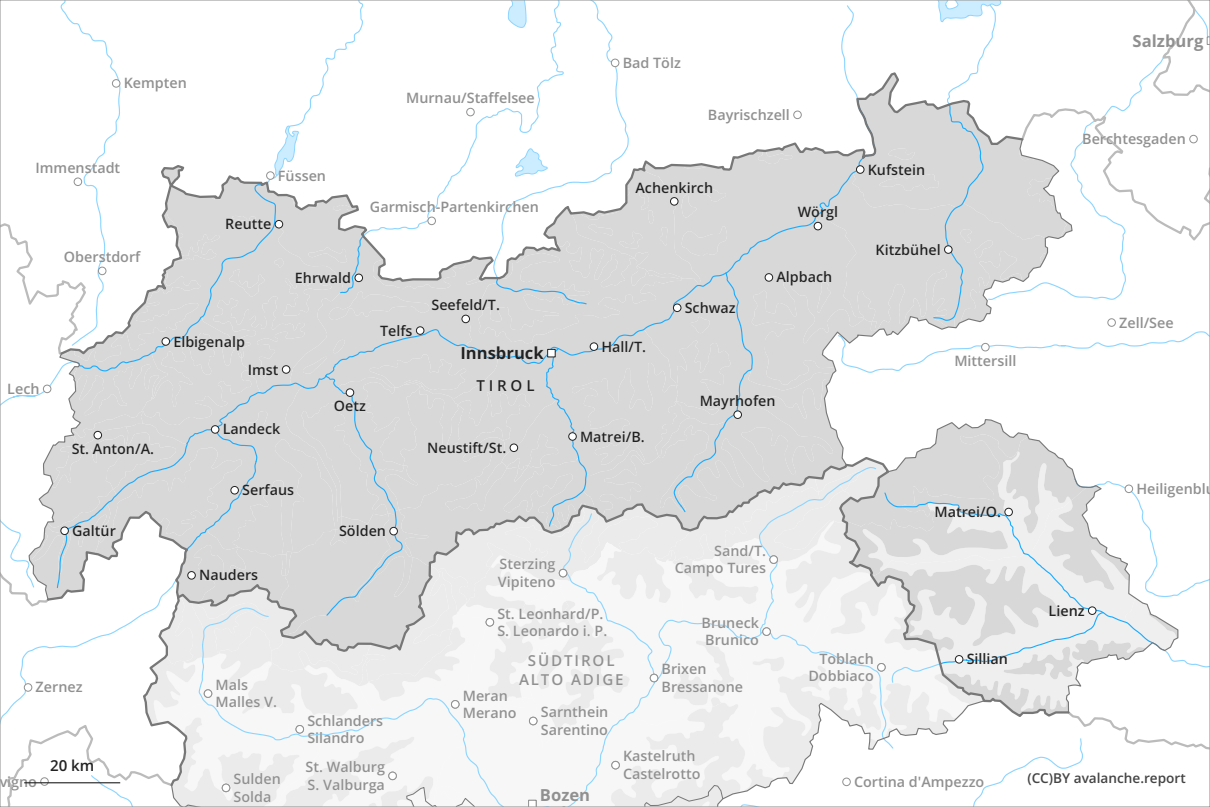 Salzburg
Bad Tölz
Kempten
Murnau/Staffelsee
Bayrischzell
Berchtesgaden
Immenstadt
Füssen
Kufstein
Achenkirch
Garmisch-Partenkirchen
Wörgl
Reutte
Kitzbühel
Oberstdorf
Ehrwald
Alpbach
Seefeld/T.
Schwaz
Zell/See
Telfs
Elbigenalp
Hall/T.
Innsbruck
Mittersill
Imst
TIROL
Lech
Mayrhofen
Oetz
Landeck
Matrei/B.
St. Anton/A.
Neustift/St.
Serfaus
Heiligenblu
Matrei/O.
Galtür
Sölden
Sand/T.
Campo Tures
Sterzing
Vipiteno
Nauders
Lienz
St. Leonhard/P.
S. Leonardo i. P.
Bruneck
Brunico
Sillian
SÜDTIROL
ALTO ADIGE
Toblach
Dobbiaco
Brixen
Bressanone
Zernez
Mals
Malles V.
Meran
Merano
Sarnthein
Sarentino
Schlanders
Silandro
Kastelruth
Castelrotto
20 km
St. Walburg
S. Valburga
vigno
Sulden
Solda
Cortina d'Ampezzo
(CC)BY avalanche.report
Bozen